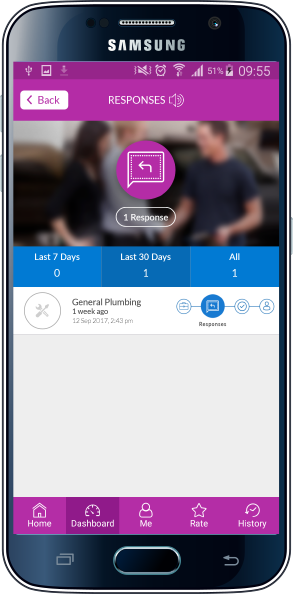 SAMSUNG
51% 09:55
Back
RESPONSES
1 Response
Last 7 Days Last 30 Days All
0 1 1
General Plumbing
1 week ago
12 Sep 2017, 2:43 pm
Responses
Home Dashboard Me Rate History